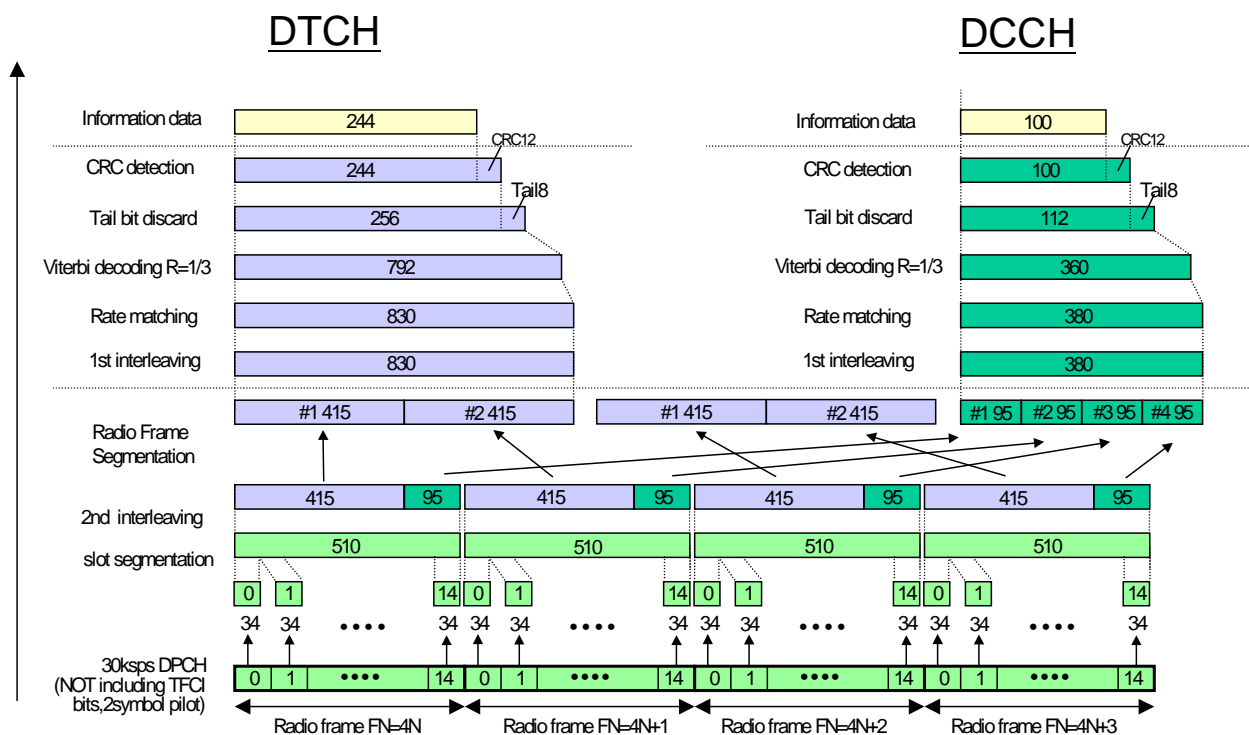 DTCH DCCH
Information data 244 Information data 100
CRC12 CRC12
CRC detection 244 CRC detection 100
Tail8 Tail8
Tail bit discard 256 Tail bit discard 112
Viterbi decoding R=1/3 792 Viterbi decoding R=1/3 360
Rate matching 830 Rate matching 380
1st interleaving 830 1st interleaving 380
#1 415 #2 415 #1 415 #2 415 #1 95 #2 95 #3 95 #4 95
Radio Frame
Segmentation
415 95 415 95 415 95 415 95
2nd interleaving
slot segmentation 510 510 510 510
0 1 14 0 1 14 0 1 14 0 1 14
34 34 •••• 34 34 34 •••• 34 34 34 •••• 34 34 34 •••• 34
30ksps DPCH
(NOT including TFCI
bits,2symbol pilot)
0 1 •••• 14 0 1 •••• 14 0 1 •••• 14 0 1 •••• 14
Radio frame FN=4N Radio frame FN=4N+1 Radio frame FN=4N+2 Radio frame FN=4N+3